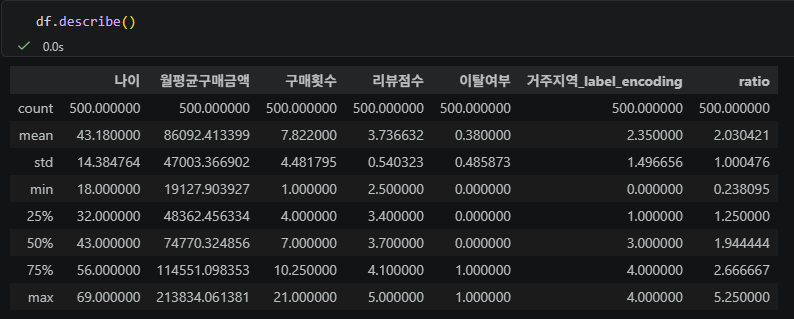 df.describe()
0.0s
나이 월평균구매금액 구매횟수 리뷰점수 이탈여부 거주지역_label_encoding ratio
count 500.000000 500.000000 500.000000 500.000000 500.000000 500.000000 500.000000
mean 43.180000 86092.413399 7.822000 3.736632 0.380000 2.350000 2.030421
std 14.384764 47003.366902 4.481795 0.540323 0.485873 1.496656 1.000476
min 18.000000 19127.903927 1.000000 2.500000 0.000000 0.000000 0.238095
25% 32.000000 48362.456334 4.000000 3.400000 0.000000 1.000000 1.250000
50% 43.000000 74770.324856 7.000000 3.700000 0.000000 3.000000 1.944444
75% 56.000000 114551.098353 10.250000 4.100000 1.000000 4.000000 2.666667
max 69.000000 213834.061381 21.000000 5.000000 1.000000 4.000000 5.250000